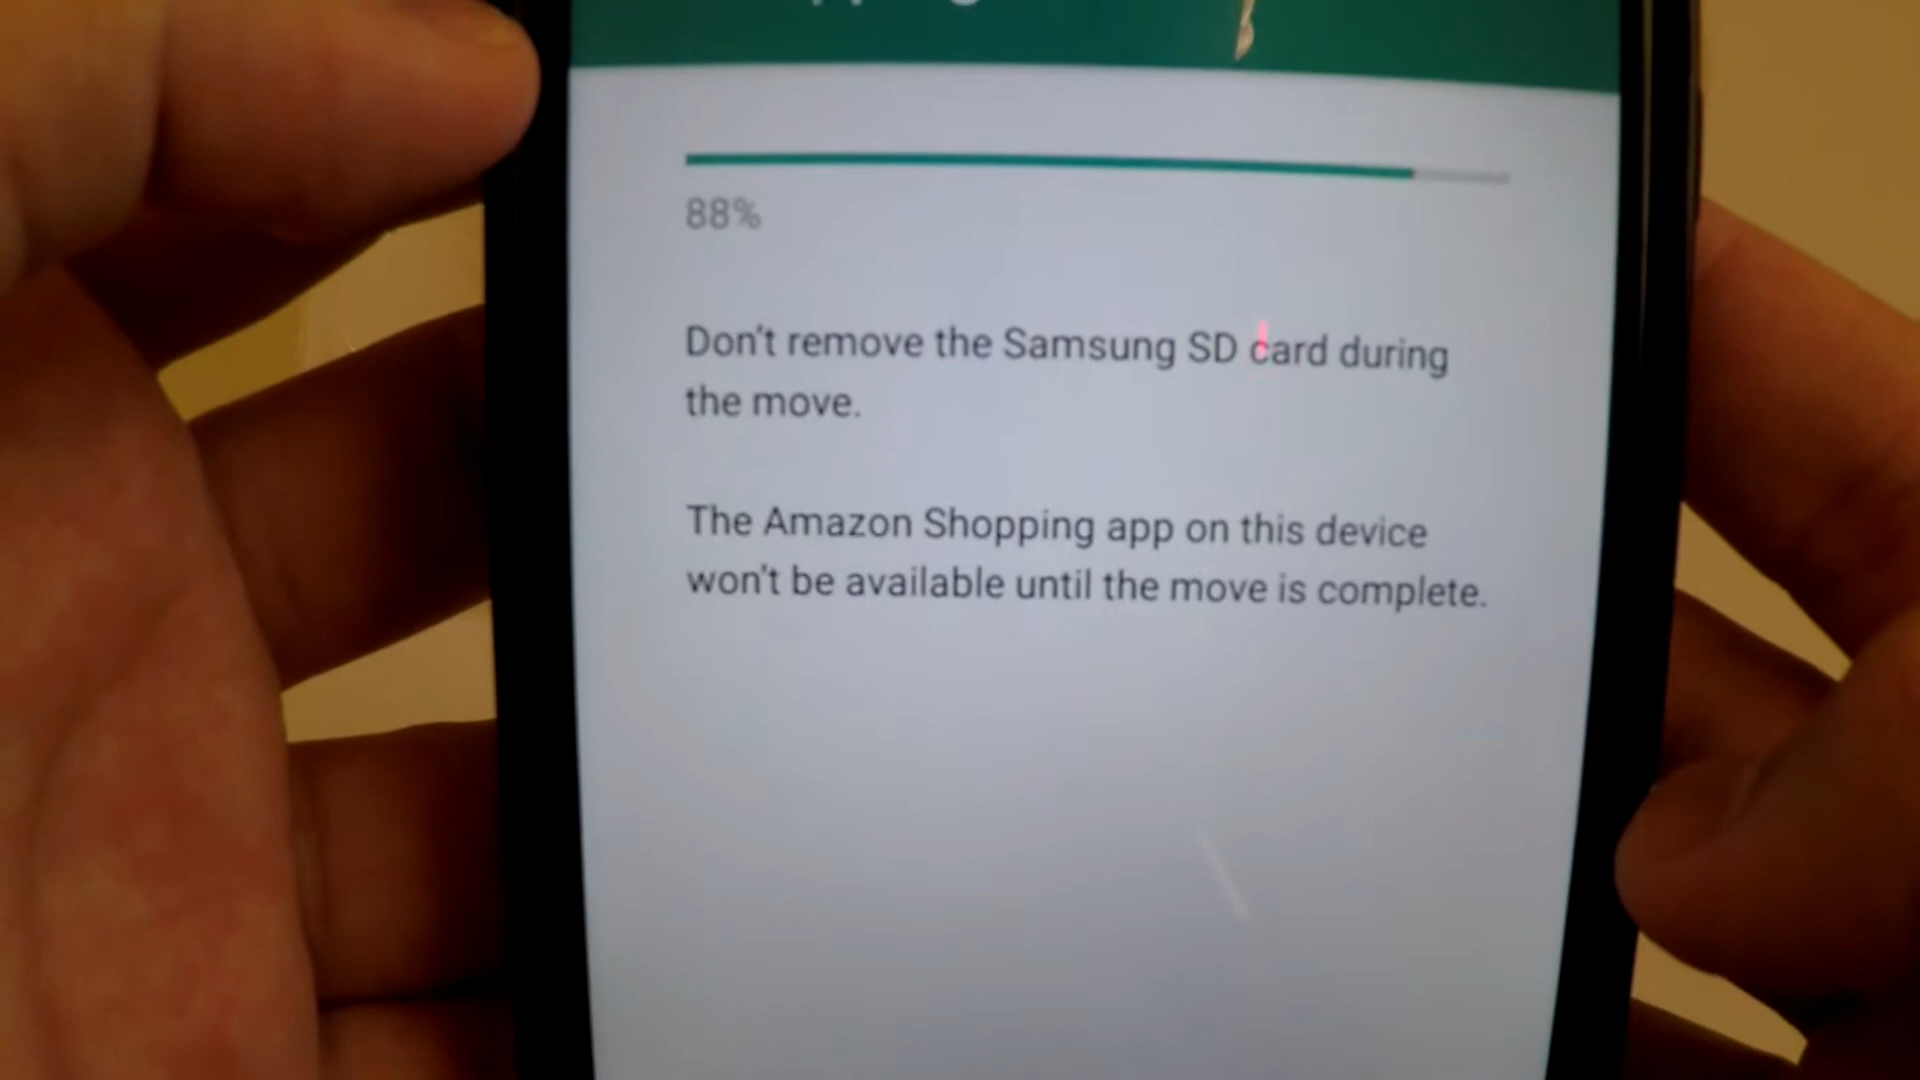 88%
Don't remove the Samsung SD card during
the move.
The Amazon Shopping app on this device
won't be available until the move is complete.